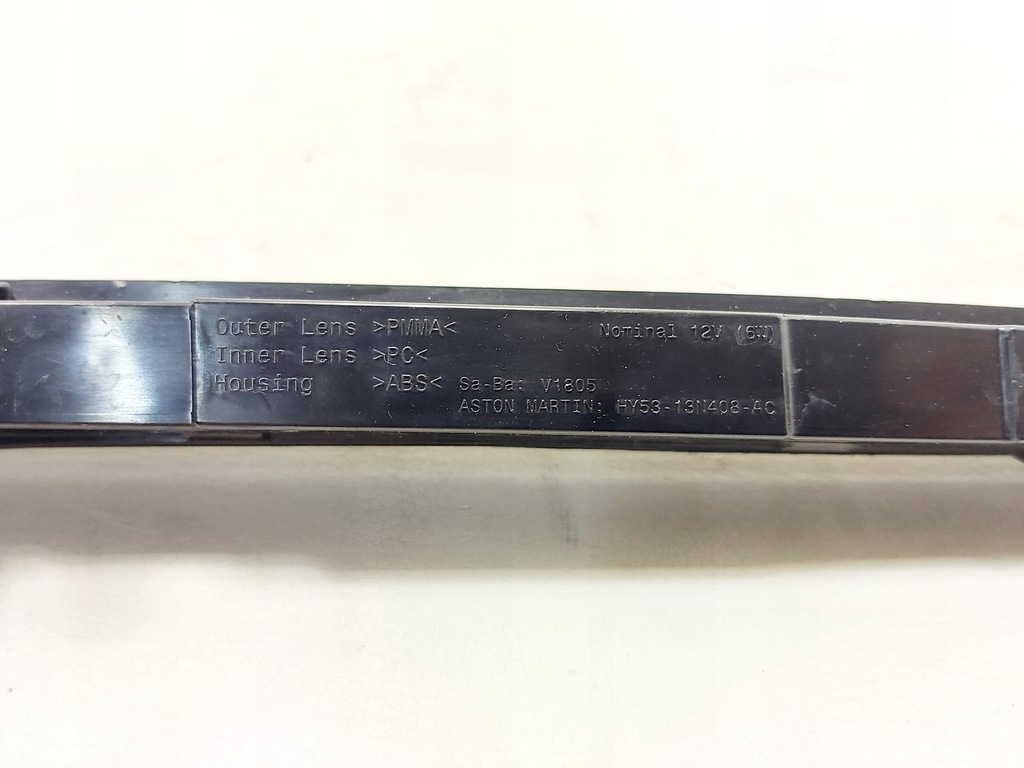 Outer Lens >PMMA< Nominal 12V (6W)
Inner Lens >PC<
Housing >ABS< Sa-Ba: V1805
ASTON MARTIN: HY53-13N408-AC